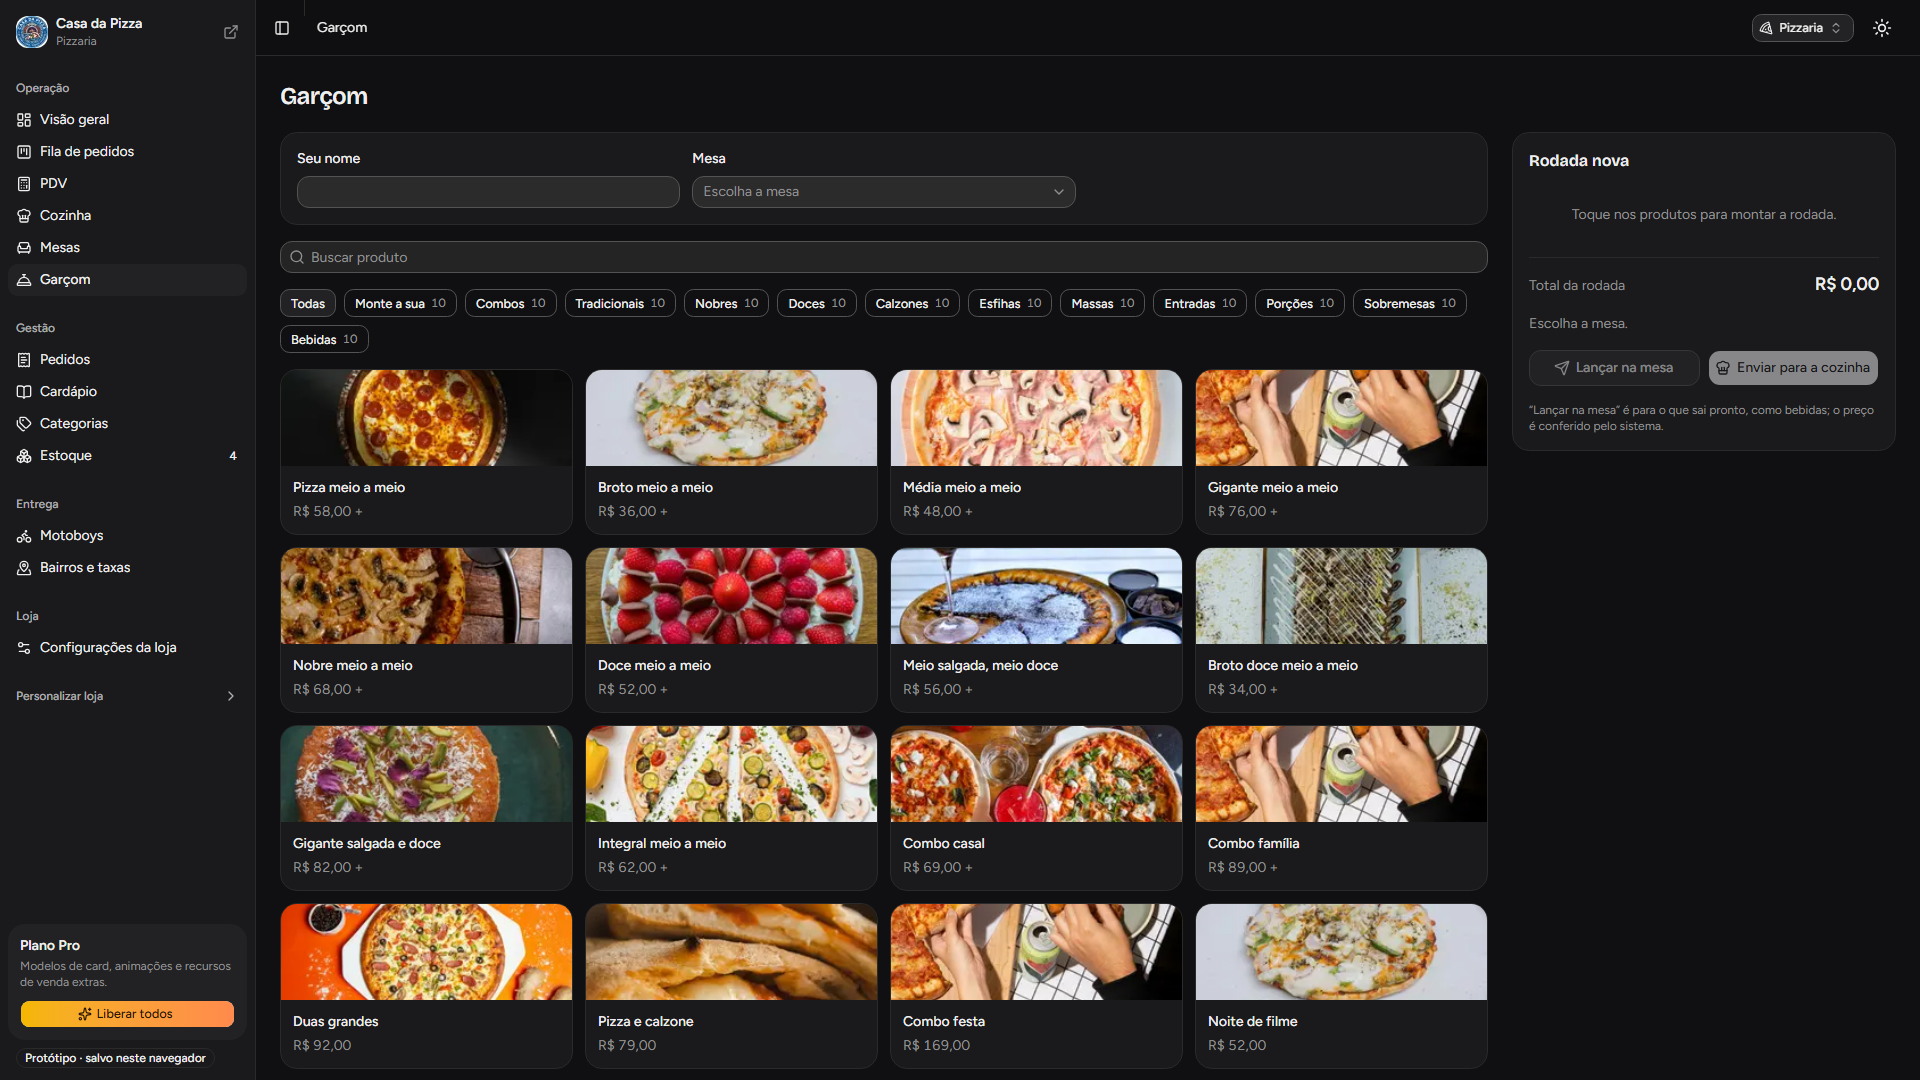 Casa da Pizza
Pizzaria
Operação
Visão geral
Fila de pedidos
PDV
Cozinha
Mesas
Garçom
Gestão
Pedidos
Cardápio
Categorias
Estoque 4
Entrega
Motoboys
Bairros e taxas
Loja
Configurações da loja
Personalizar loja
Plano Pro
Modelos de card, animações e recursos
de venda extras.
Liberar todos
Protótipo · salvo neste navegador
Garçom
Pizzaria
Garçom
Seu nome
Mesa
Escolha a mesa
Buscar produto
Todas Monte a sua 10 Combos 10 Tradicionais 10 Nobres 10 Doces 10 Calzones 10 Esfihas 10 Massas 10 Entradas 10 Porções 10 Sobremesas 10
Bebidas 10
Pizza meio a meio
R$ 58,00 +
Broto meio a meio
R$ 36,00 +
Média meio a meio
R$ 48,00 +
Gigante meio a meio
R$ 76,00 +
Nobre meio a meio
R$ 68,00 +
Doce meio a meio
R$ 52,00 +
Meio salgada, meio doce
R$ 56,00 +
Broto doce meio a meio
R$ 34,00 +
Gigante salgada e doce
R$ 82,00 +
Integral meio a meio
R$ 62,00 +
Combo casal
R$ 69,00 +
Combo família
R$ 89,00 +
Duas grandes
R$ 92,00
Pizza e calzone
R$ 79,00
Combo festa
R$ 169,00
Noite de filme
R$ 52,00
Rodada nova
Toque nos produtos para montar a rodada.
Total da rodada R$ 0,00
Escolha a mesa.
Lançar na mesa
Enviar para a cozinha
“Lançar na mesa” é para o que sai pronto, como bebidas; o preço
é conferido pelo sistema.